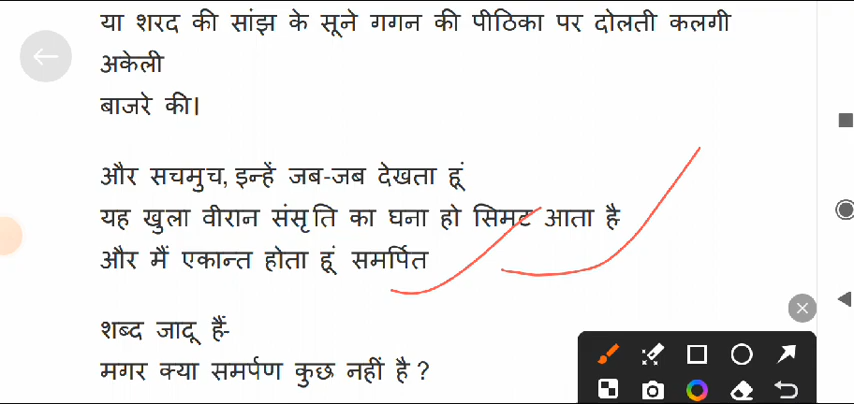 या शरद की सांझ के सूने गगन की पीठिका पर दोलती कलगी
अकेली
बाजरे की।
और सचमुच, इन्हें जब-जब देखता हूं
यह खुला वीरान संसृति का घना हो सिमट आता है
और मैं एकान्त होता हूं समर्पित
शब्द जादू हैं-
मगर क्या समर्पण कुछ नहीं है ?